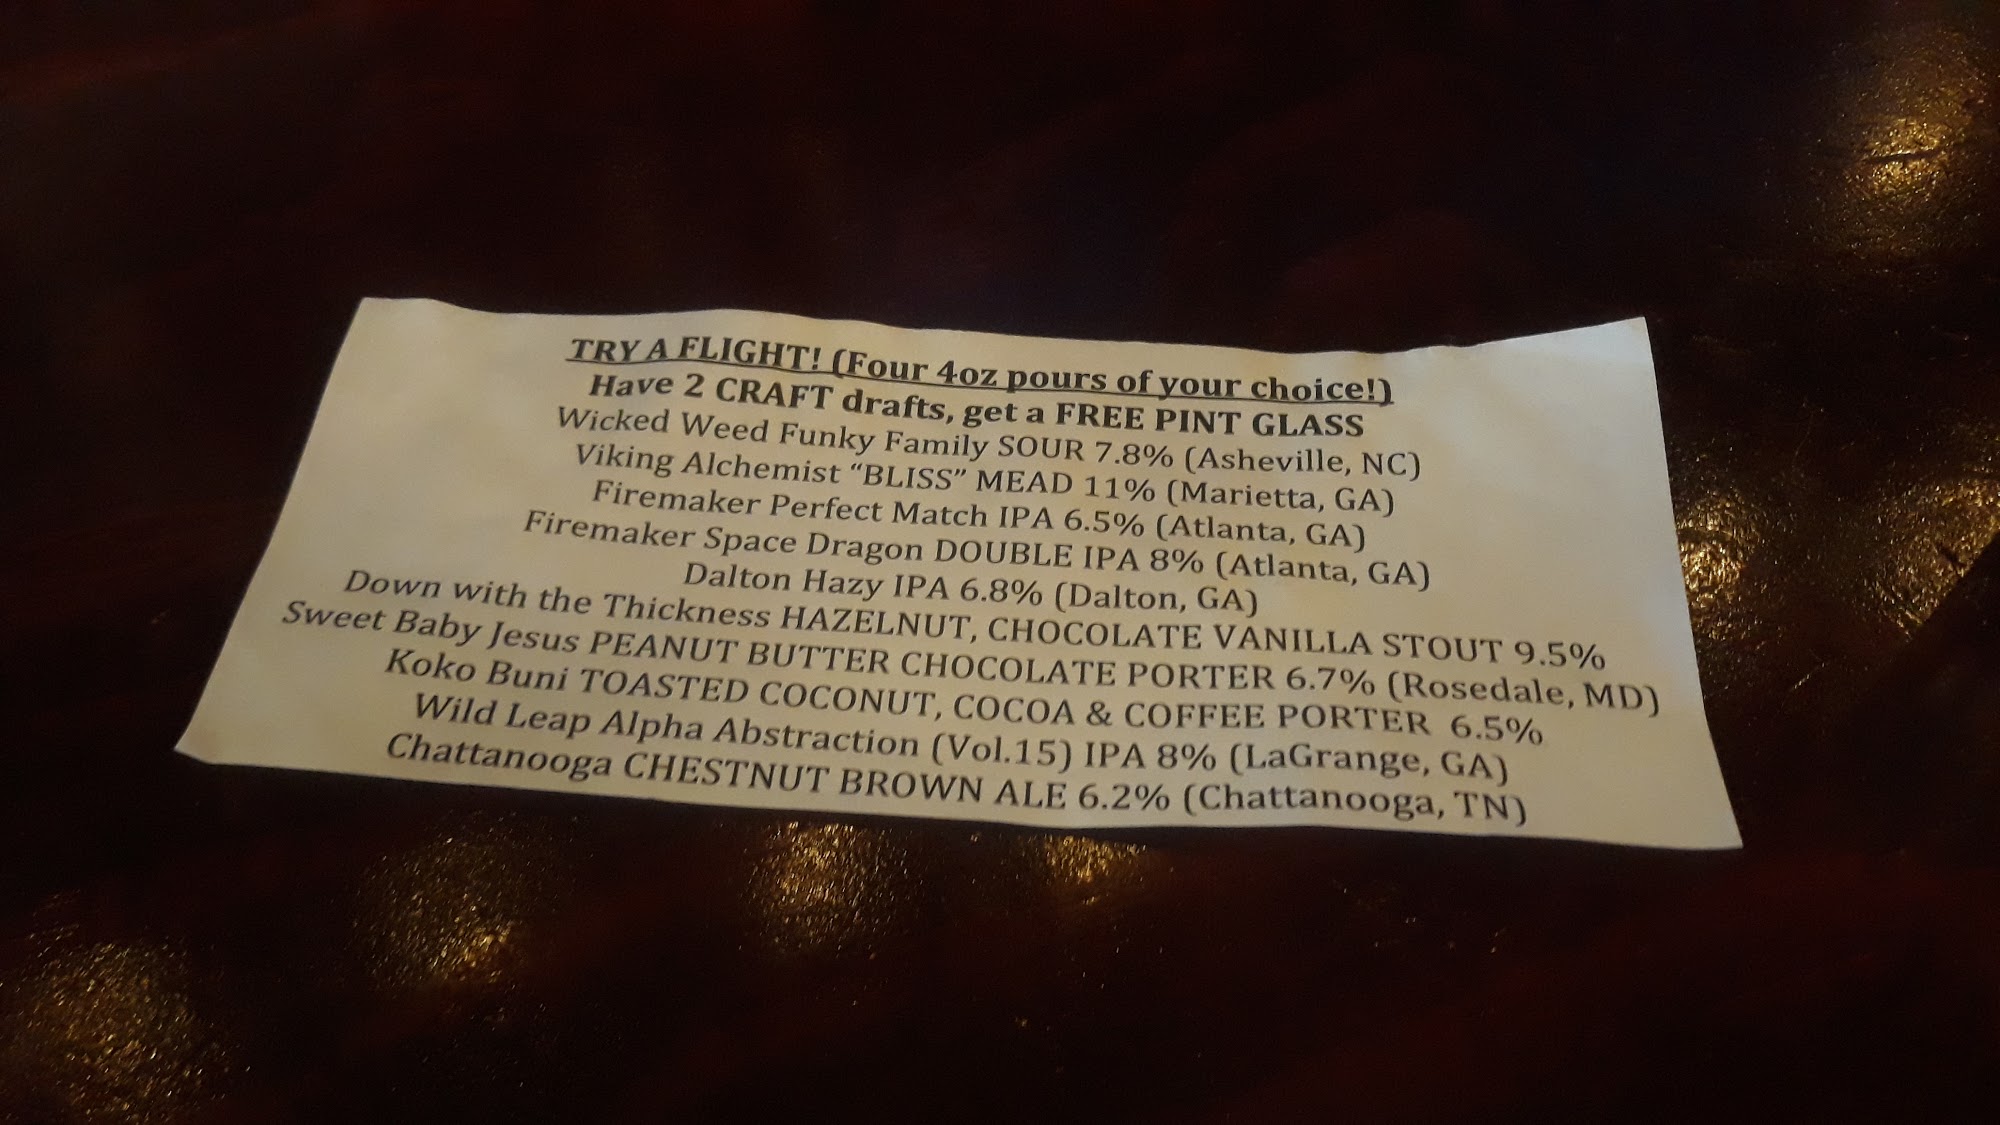 TRY A FLIGHT! (Four 4oz pours of your choice!)
Have 2 CRAFT drafts, get a FREE PINT GLASS
Wicked Weed Funky Family SOUR 7.8% (Asheville, NC)
Viking Alchemist “BLISS” MEAD 11% (Marietta, GA)
Firemaker Perfect Match IPA 6.5% (Atlanta, GA)
Firemaker Space Dragon DOUBLE IPA 8% (Atlanta, GA)
Dalton Hazy IPA 6.8% (Dalton, GA)
Down with the Thickness HAZELNUT, CHOCOLATE VANILLA STOUT 9.5%
Sweet Baby Jesus PEANUT BUTTER CHOCOLATE PORTER 6.7% (Rosedale, MD)
Koko Buni TOASTED COCONUT, COCOA & COFFEE PORTER 6.5%
Wild Leap Alpha Abstraction (Vol.15) IPA 8% (LaGrange, GA)
Chattanooga CHESTNUT BROWN ALE 6.2% (Chattanooga, TN)